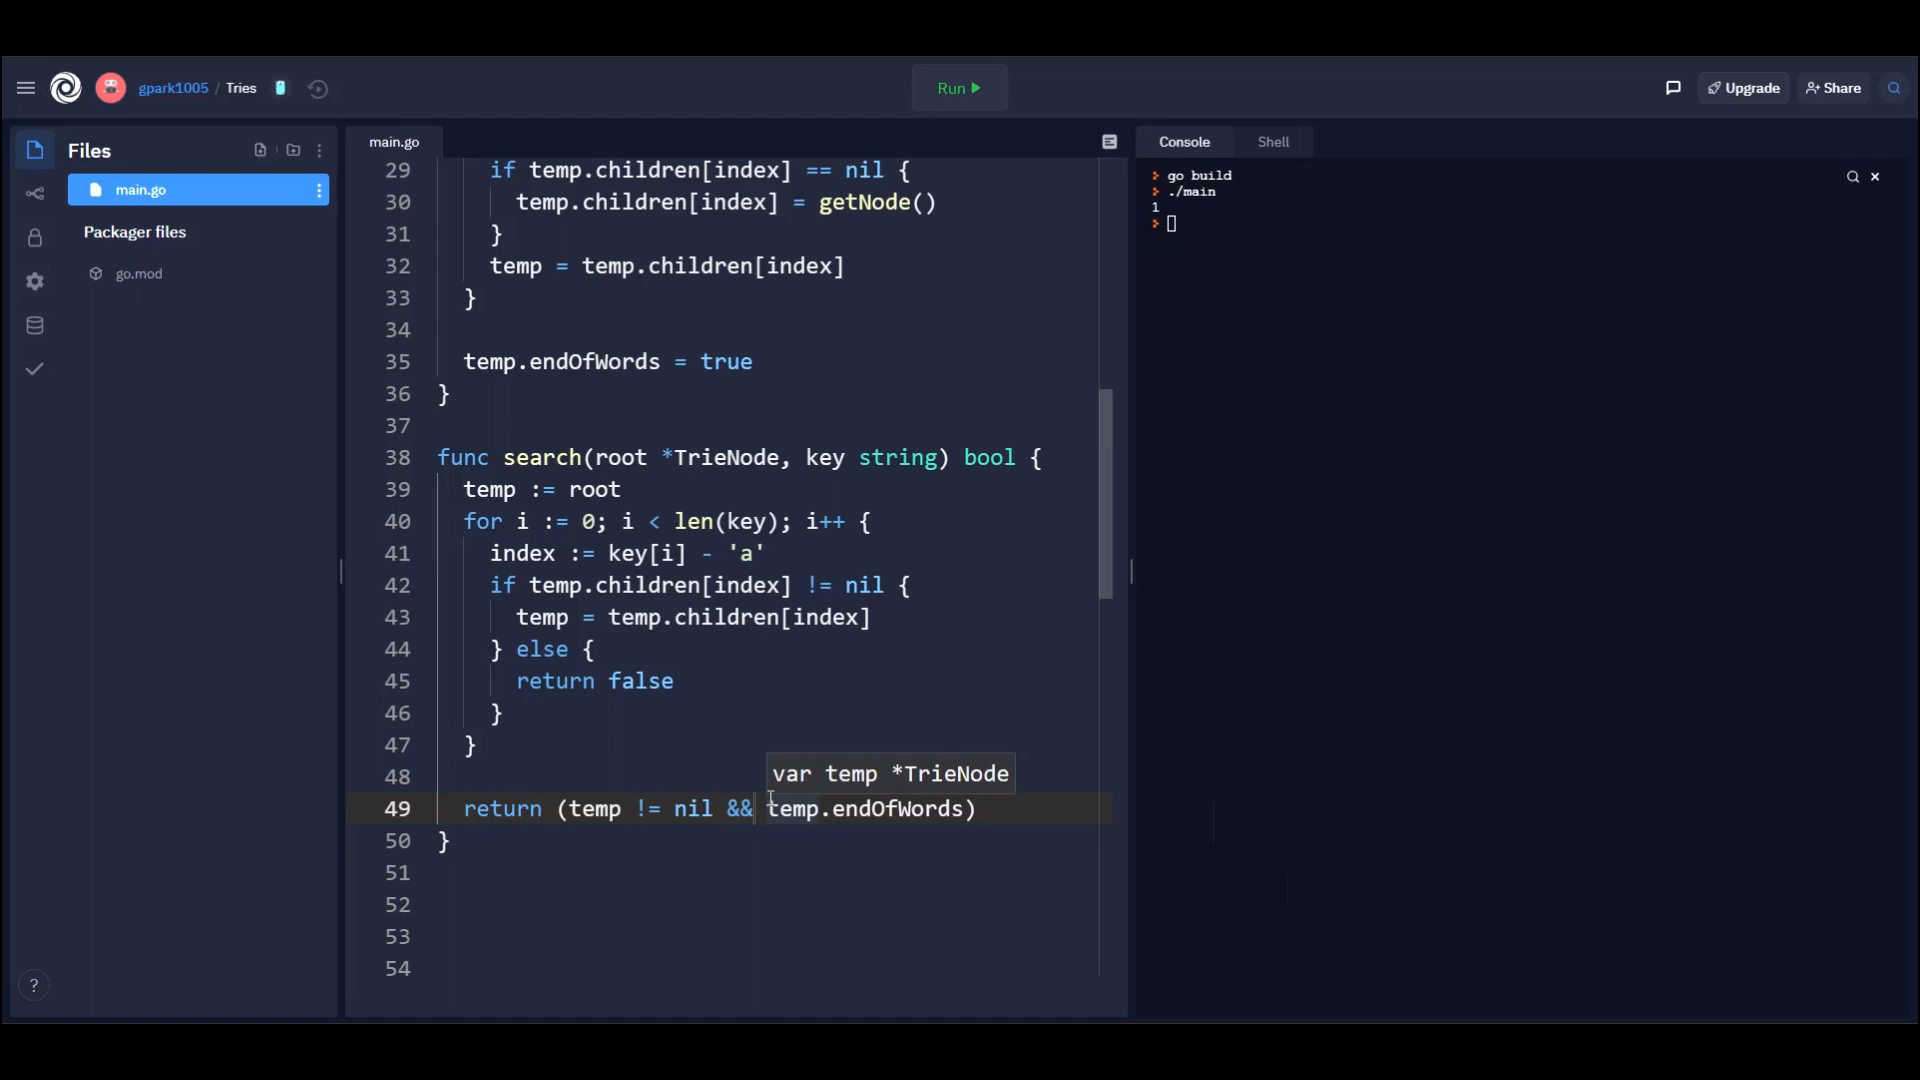 gpark1005 / Tries
Run
Upgrade
Share
Files
main.go
Packager files
go.mod
main.go
29 if temp.children[index] == nil {
30 temp.children[index] = getNode()
31 }
32 temp = temp.children[index]
33 }
34
35 temp.endOfWords = true
36 }
37
38 func search(root *TrieNode, key string) bool {
39 temp := root
40 for i := 0; i < len(key); i++ {
41 index := key[i] - 'a'
42 if temp.children[index] != nil {
43 temp = temp.children[index]
44 } else {
45 return false
46 }
47 }
var temp *TrieNode
48
49 return (temp != nil && temp.endOfWords)
50 }
51
52
53
54
?
Console
Shell
go build
./main
1